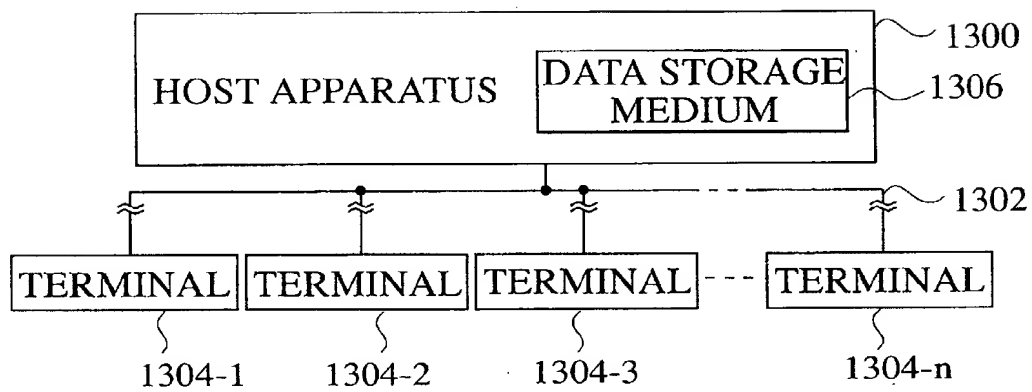 1300
HOST APPARATUS
DATA STORAGE
MEDIUM
1306
1302
TERMINAL TERMINAL TERMINAL TERMINAL
1304-1 1304-2 1304-3 1304-n